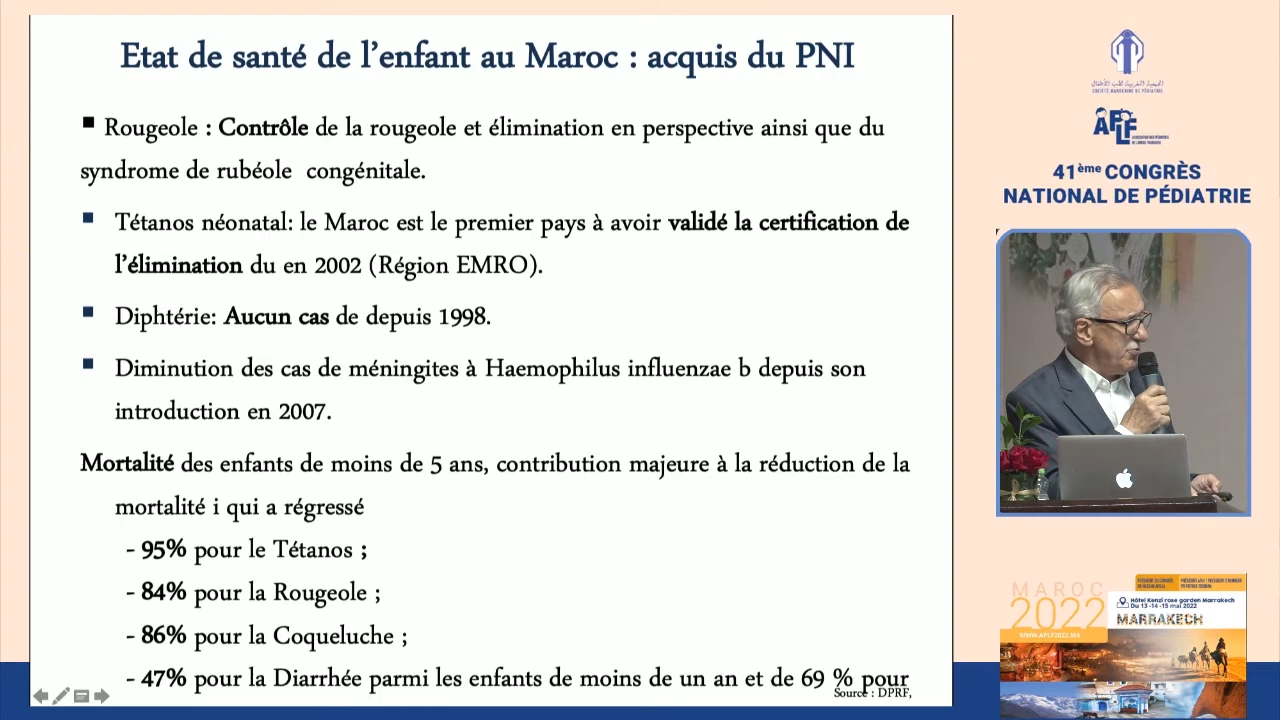 Etat de santé de l'enfant au Maroc : acquis du PNI
▪ Rougeole : Contrôle de la rougeole et élimination en perspective ainsi que du
syndrome de rubéole congénitale.
▪ Tétanos néonatal: le Maroc est le premier pays à avoir validé la certification de
l'élimination du en 2002 (Région EMRO).
▪ Diphtérie: Aucun cas de depuis 1998.
▪ Diminution des cas de méningites à Haemophilus influenzae b depuis son
introduction en 2007.
Mortalité des enfants de moins de 5 ans, contribution majeure à la réduction de la
mortalité i qui a régressé
- 95% pour le Tétanos ;
- 84% pour la Rougeole ;
- 86% pour la Coqueluche ;
- 47% pour la Diarrhée parmi les enfants de moins de un an et de 69 % pour
Source : DPRF,
SOCIÉTÉ MAROCAINE DE PÉDIATRIE
APLF
41ème CONGRÈS
NATIONAL DE PÉDIATRIE
MAROC
2022
WWW.APLF2022.MA
Hôtel Kenzi rose garden Marrakech
Du 13 -14 -15 mai 2022
MARRAKECH